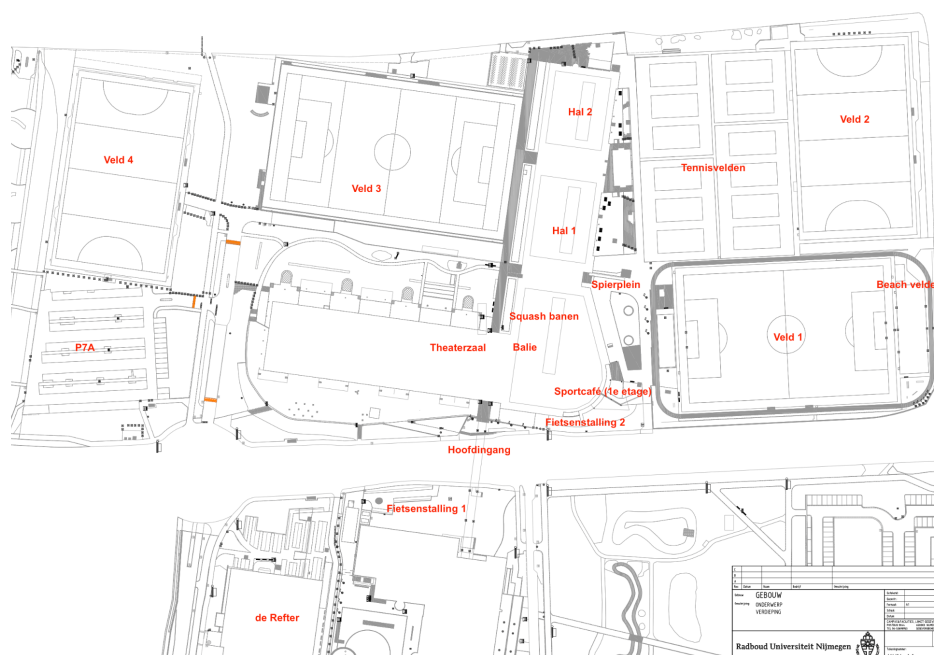 Hal 2
Veld 2
Veld 4
Tennisvelden
Veld 3
Hal 1
Spierplein
Beach velde
Squash banen
Veld 1
P7A
Theaterzaal
Balie
Sportcafé (1e etage)
Fietsenstalling 2
Hoofdingang
Fietsenstalling 1
de Refter
GEBOUW
ONDERWERP
VERDIEPING
Radboud Universiteit Nijmegen